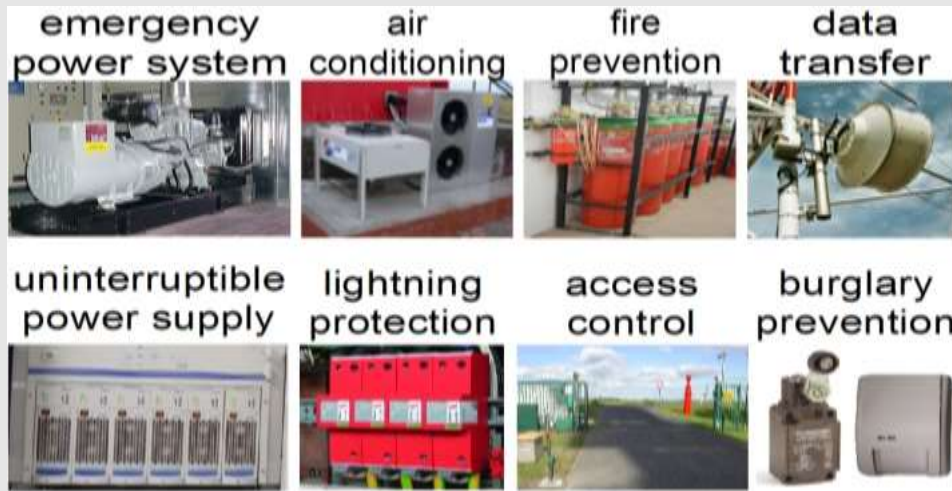 emergency
power system
air
conditioning
fire
prevention
data
transfer
uninterruptible
power supply
lightning
protection
access
control
burglary
prevention